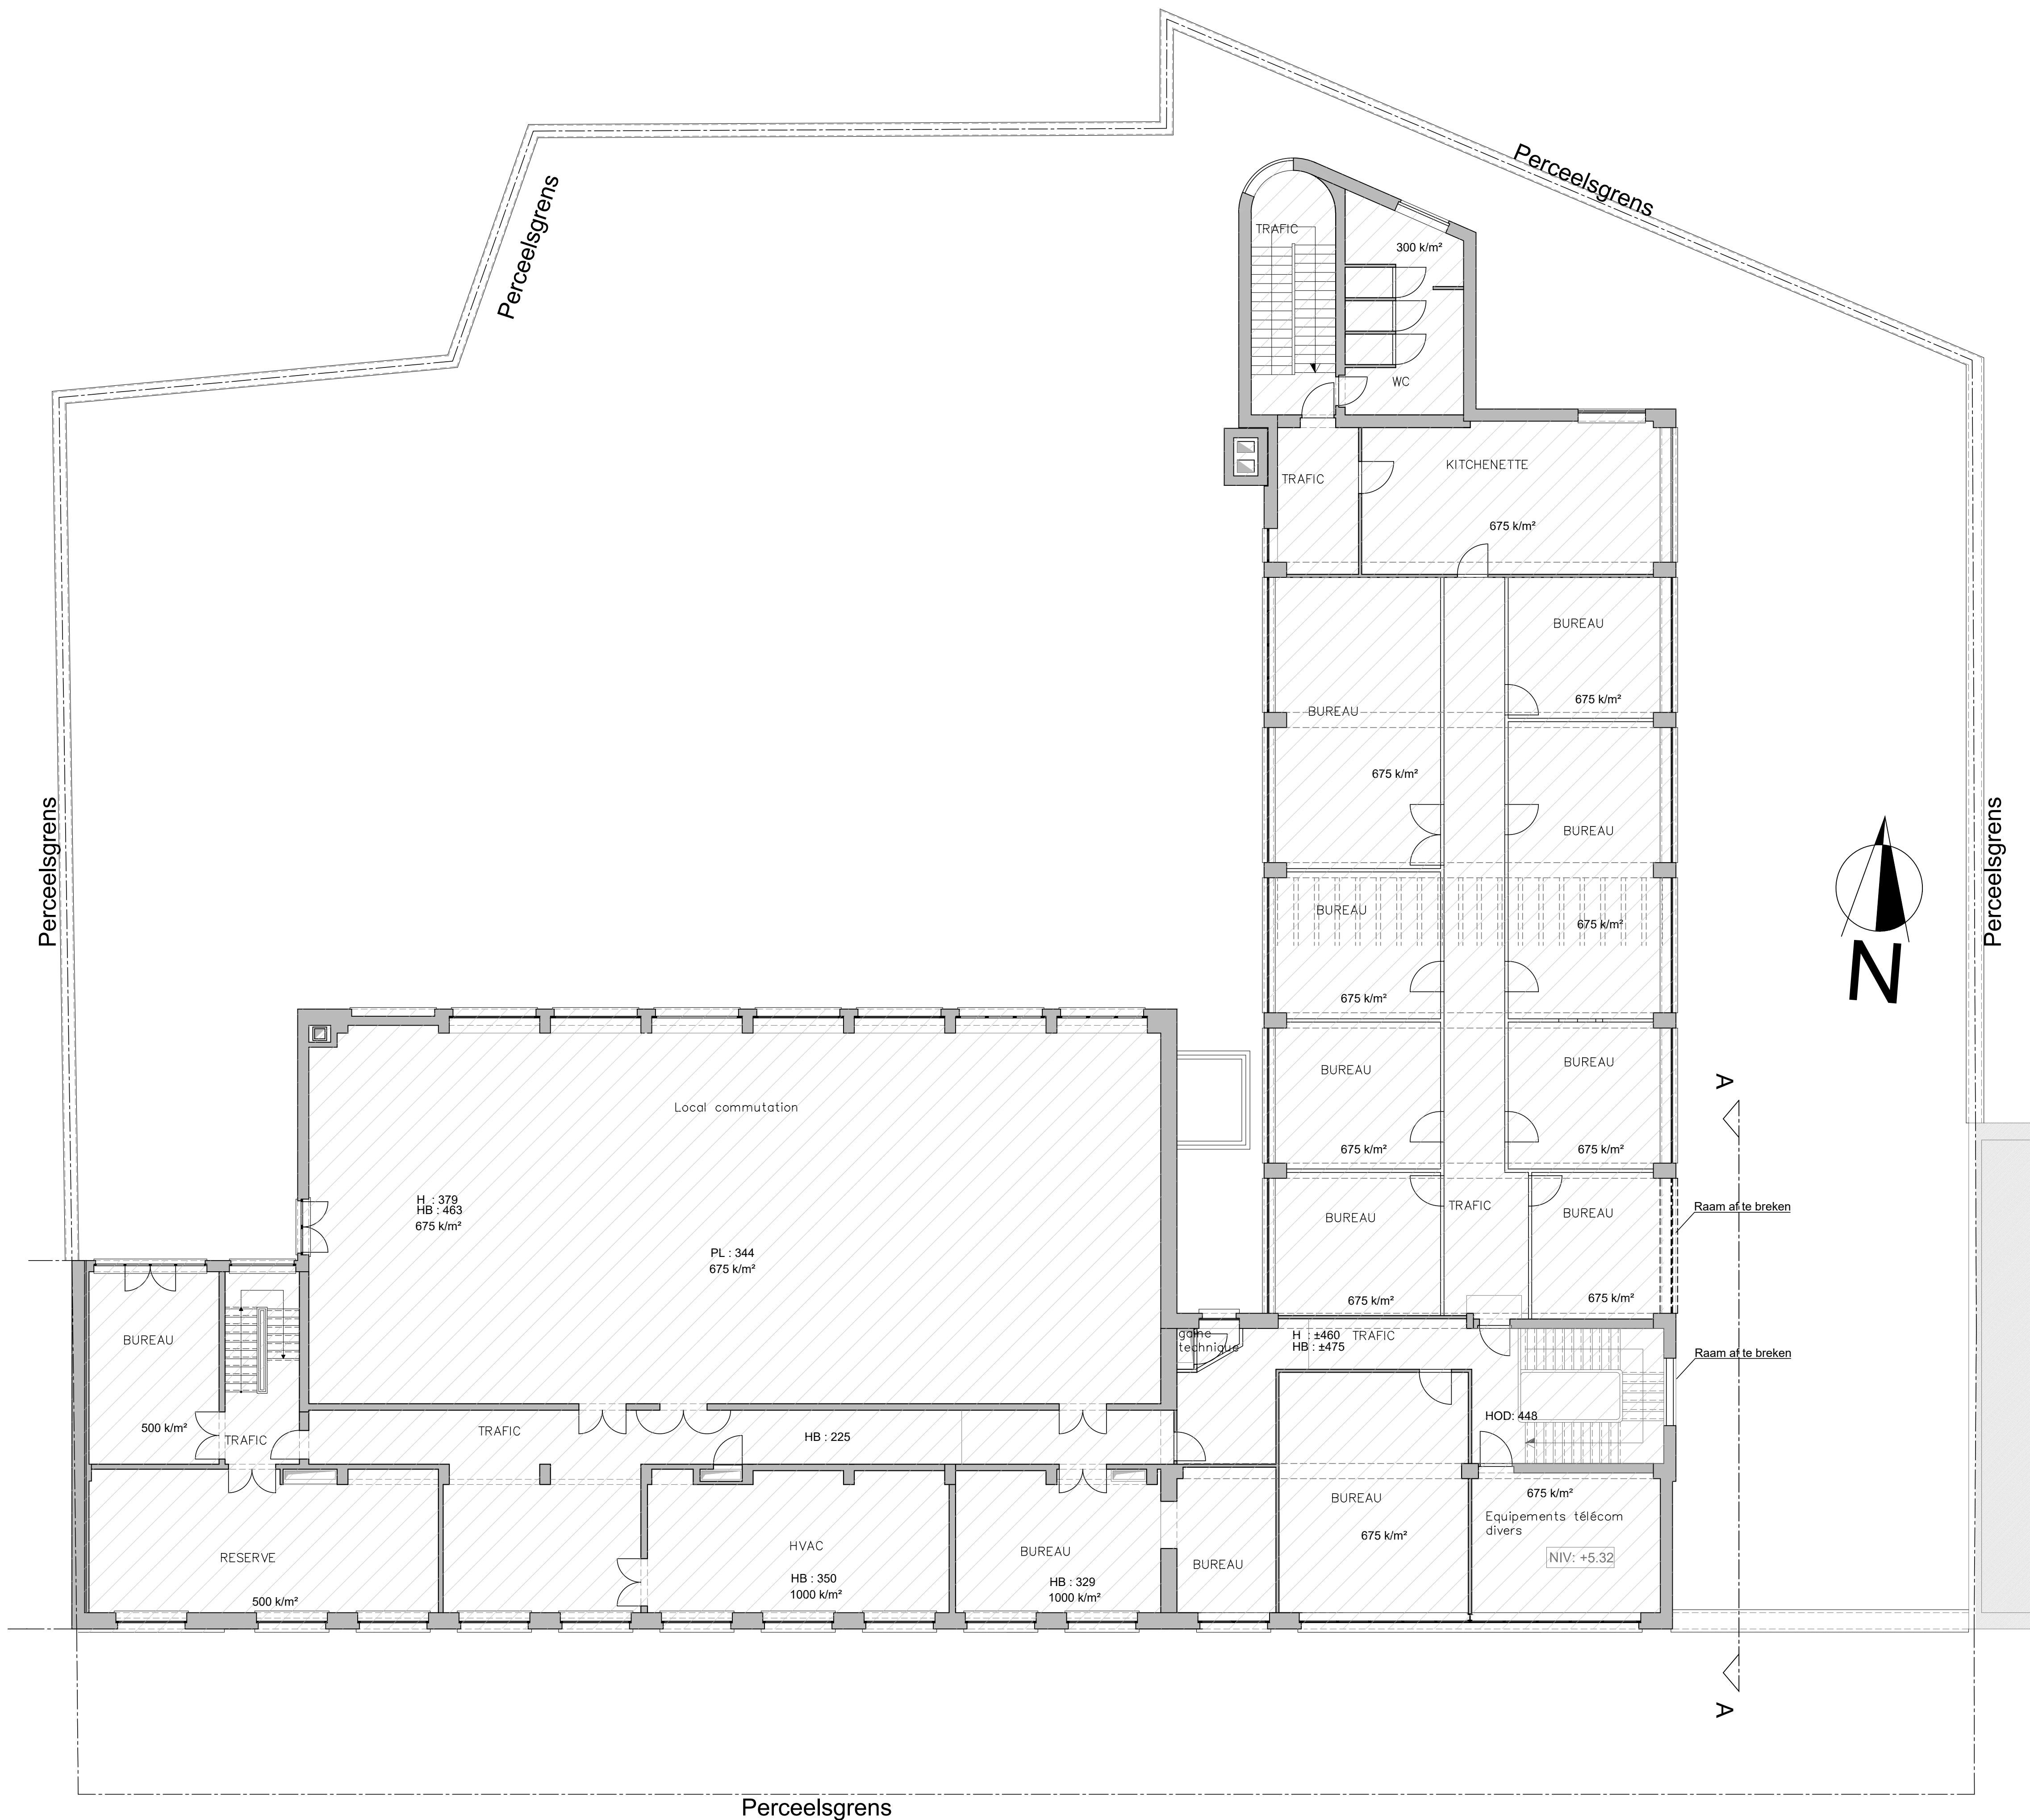 Perceelsgrens
Perceelsgrens
TRAFIC
300 k/m²
WC
KITCHENETTE
TRAFIC
675 k/m²
BUREAU
675 k/m²
BUREAU
675 k/m²
Perceelsgrens
Perceelsgrens
BUREAU
BUREAU
675 k/m²
N
675 k/m²
BUREAU
BUREAU
A
Local commutation
675 k/m²
675 k/m²
H : 379
HB : 463
675 k/m²
TRAFIC
Raam af te breken
BUREAU
BUREAU
PL : 344
675 k/m²
675 k/m²
675 k/m²
BUREAU
gaine
technique
H : ±460
HB : ±475
TRAFIC
Raam af te breken
500 k/m²
TRAFIC
TRAFIC
HB : 225
HOD: 448
BUREAU
675 k/m²
675 k/m²
Equipements télécom
divers
NIV: +5.32
RESERVE
500 k/m²
HVAC
HB : 350
1000 k/m²
BUREAU
HB : 329
1000 k/m²
BUREAU
A
Perceelsgrens